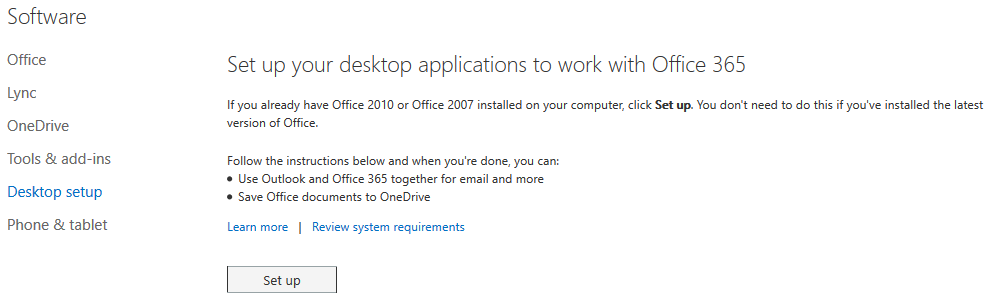 Software
Office
Lync
OneDrive
Tools & add-ins
Desktop setup
Phone & tablet
Set up your desktop applications to work with Office 365
If you already have Office 2010 or Office 2007 installed on your computer, click Set up. You don't need to do this if you've installed the latest
version of Office.
Follow the instructions below and when you're done, you can:
• Use Outlook and Office 365 together for email and more
• Save Office documents to OneDrive
Learn more | Review system requirements
Set up